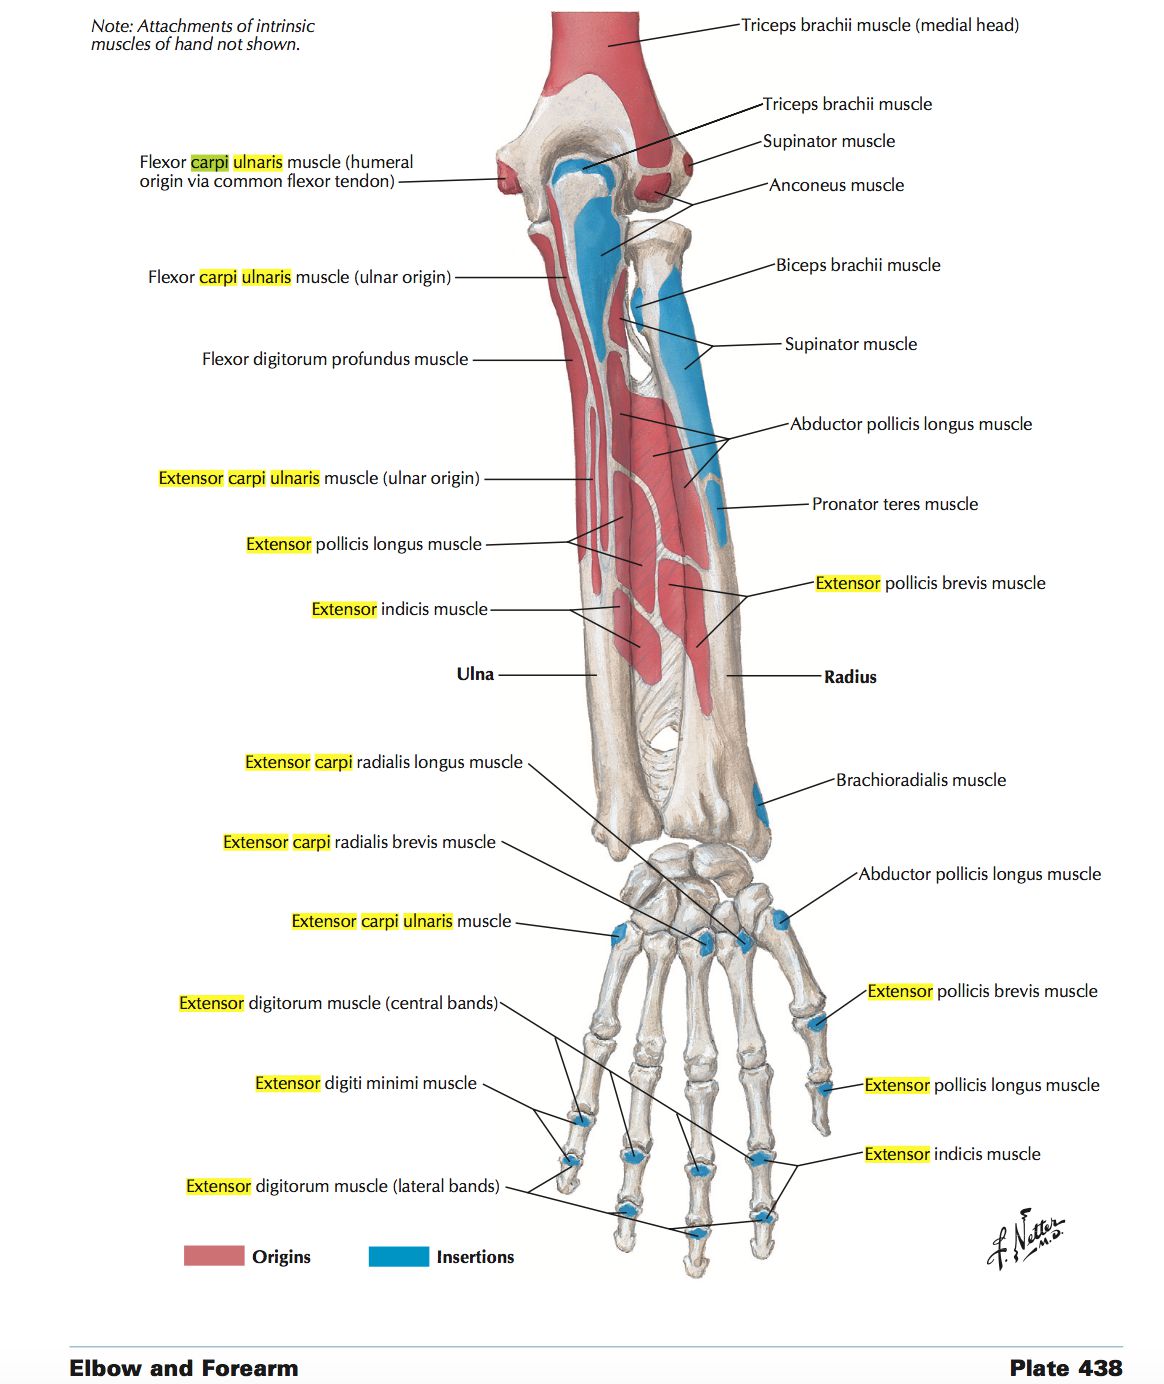 Note: Attachments of intrinsic
muscles of hand not shown.
Triceps brachii muscle (medial head)
Triceps brachii muscle
Supinator muscle
Flexor carpi ulnaris muscle (humeral
origin via common flexor tendon)
Anconeus muscle
Biceps brachii muscle
Flexor carpi ulnaris muscle (ulnar origin)
Supinator muscle
Flexor digitorum profundus muscle
Abductor pollicis longus muscle
Extensor carpi ulnaris muscle (ulnar origin)
Pronator teres muscle
Extensor pollicis longus muscle
Extensor pollicis brevis muscle
Extensor indicis muscle
Ulna
Radius
Extensor carpi radialis longus muscle
Brachioradialis muscle
Extensor carpi radialis brevis muscle
Abductor pollicis longus muscle
Extensor carpi ulnaris muscle
Extensor pollicis brevis muscle
Extensor digitorum muscle (central bands)
Extensor digiti minimi muscle
Extensor pollicis longus muscle
Extensor indicis muscle
Extensor digitorum muscle (lateral bands)
F. Netter
M.D.
Origins
Insertions
Elbow and Forearm
Plate 438